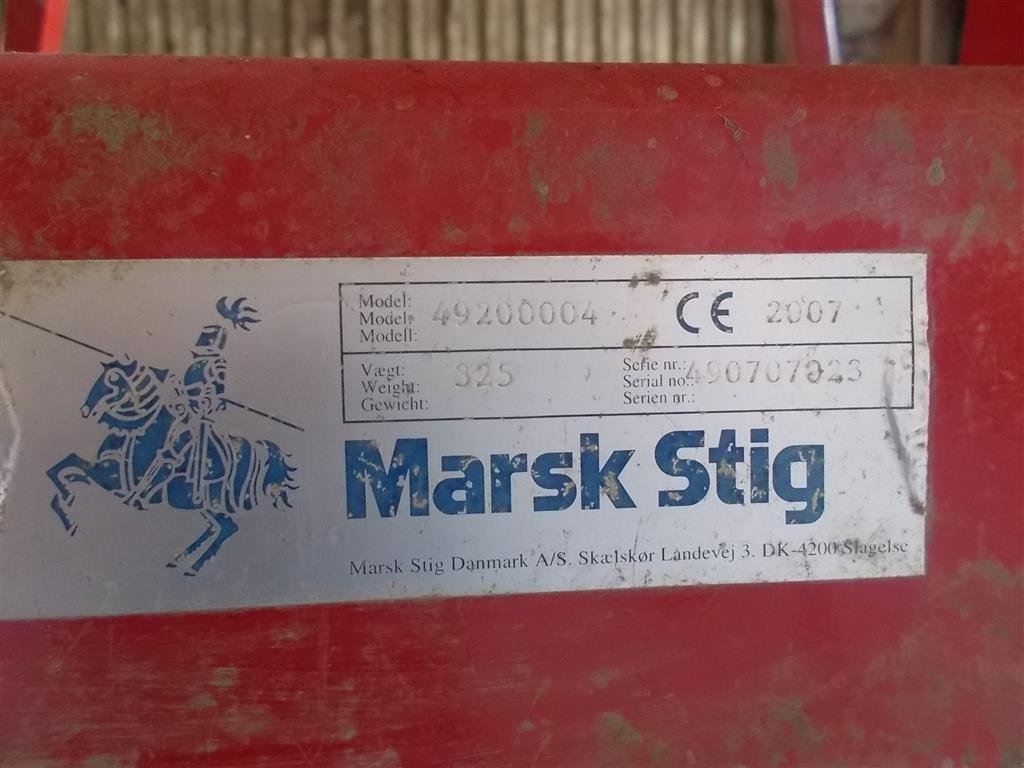 Model:
Model: 49200004 CE 2007
Modell:
Vægt: Serie nr.:
Weight: 325 Serial no.: 490707023
Gewicht: Serien nr.:
Marsk Stig
Marsk Stig Danmark A/S. Skælskør Landevej 3. DK-4200 Slagelse